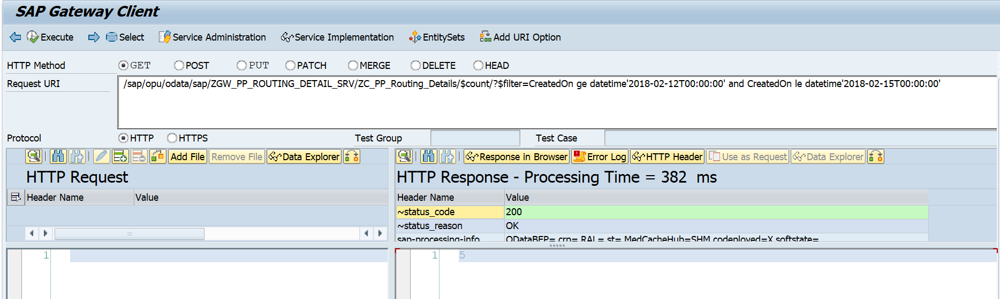 SAP Gateway Client
Execute Select Service Administration Service Implementation EntitySets Add URI Option
HTTP Method GET POST PUT PATCH MERGE DELETE HEAD
Request URI /sap/opu/odata/sap/ZGW_PP_ROUTING_DETAIL_SRV/ZC_PP_Routing_Details/$count/?$filter=CreatedOn ge datetime'2018-02-12T00:00:00' and CreatedOn le datetime'2018-02-15T00:00:00'
Protocol HTTP HTTPS Test Group Test Case
Add File Remove File Data Explorer
HTTP Request
Header Name Value
1
Response in Browser Error Log HTTP Header Use as Request Data Explorer
HTTP Response - Processing Time = 382 ms
Header Name Value
~status_code 200
~status_reason OK
sap-processing-info ODataBEP= crp= RAL= st= MedCacheHub=SHM codeployed=X softstate=
1 5